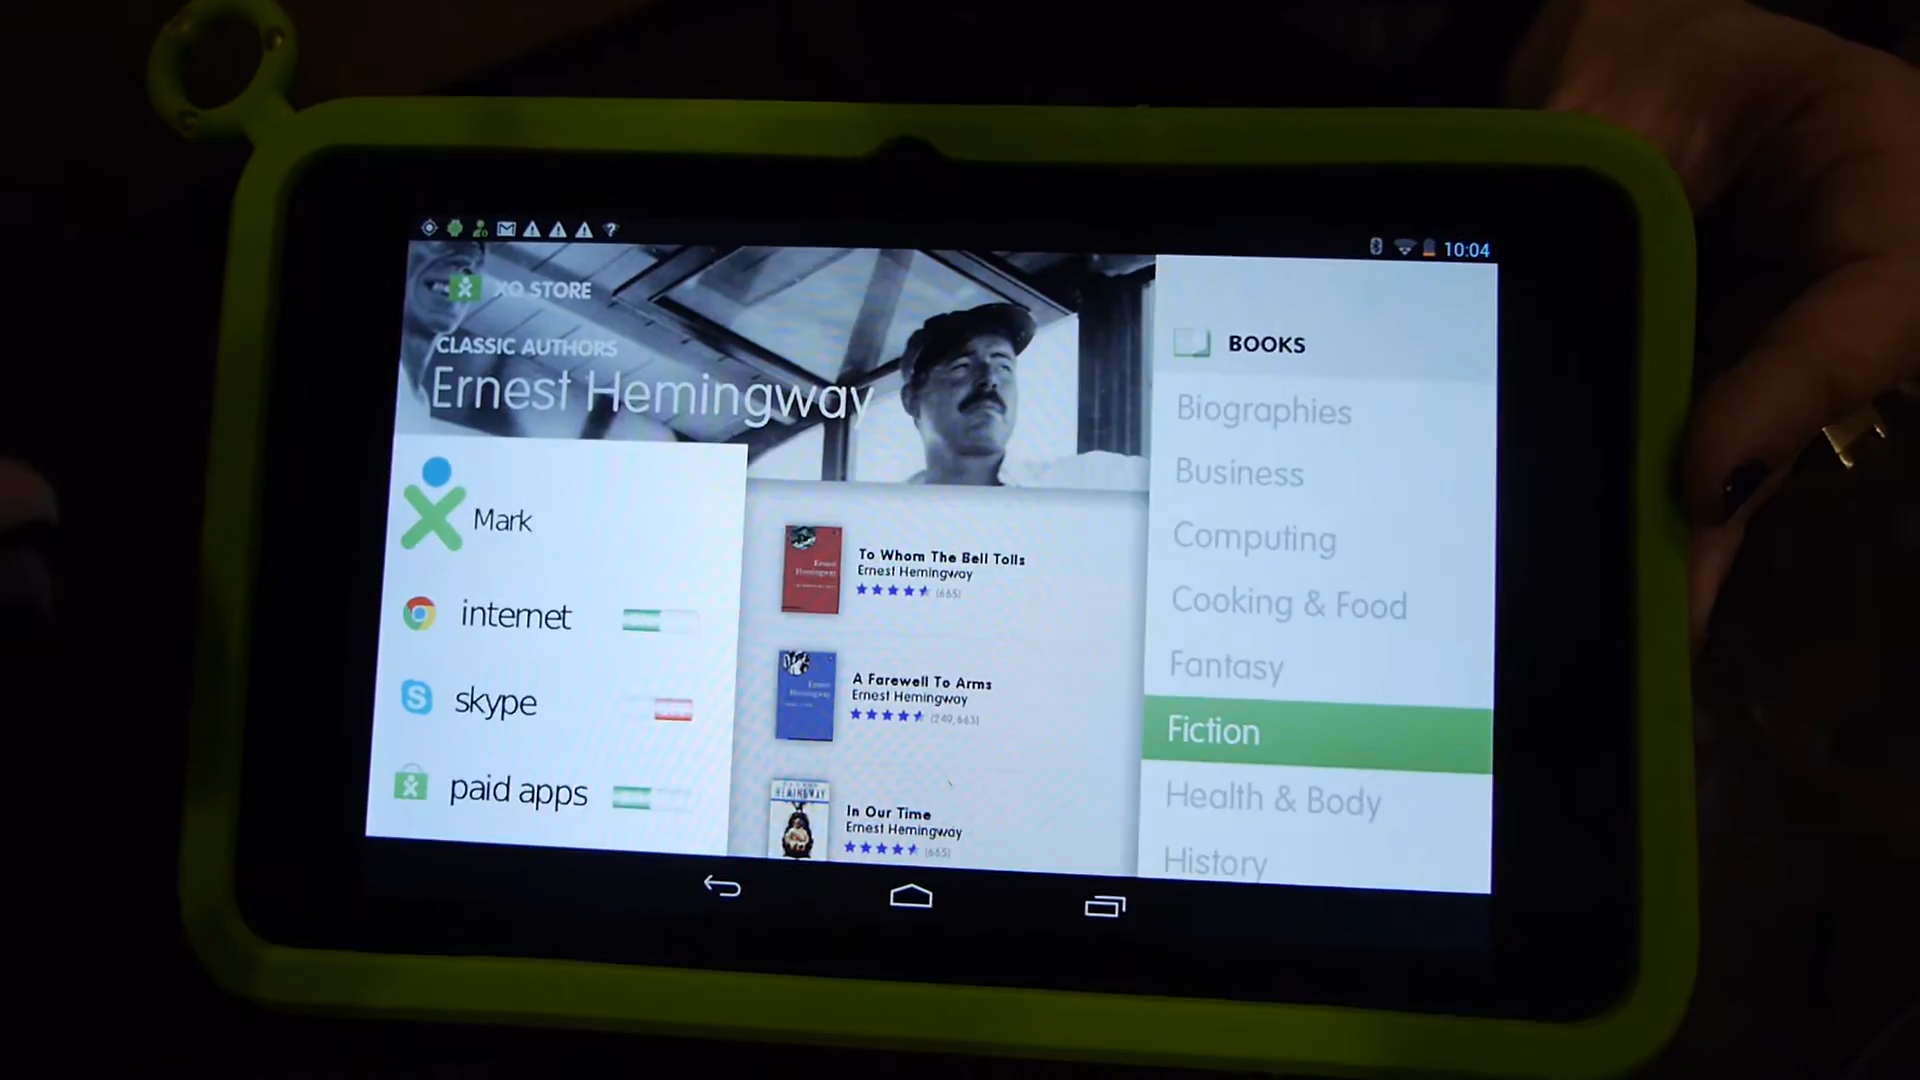 10:04
XO STORE
CLASSIC AUTHORS
Ernest Hemingway
Mark
internet
skype
paid apps
To Whom The Bell Tolls
Ernest Hemingway
(665)
A Farewell To Arms
Ernest Hemingway
(249,663)
HEMINGWAY
In Our Time
Ernest Hemingway
(665)
BOOKS
Biographies
Business
Computing
Cooking & Food
Fantasy
Fiction
Health & Body
History